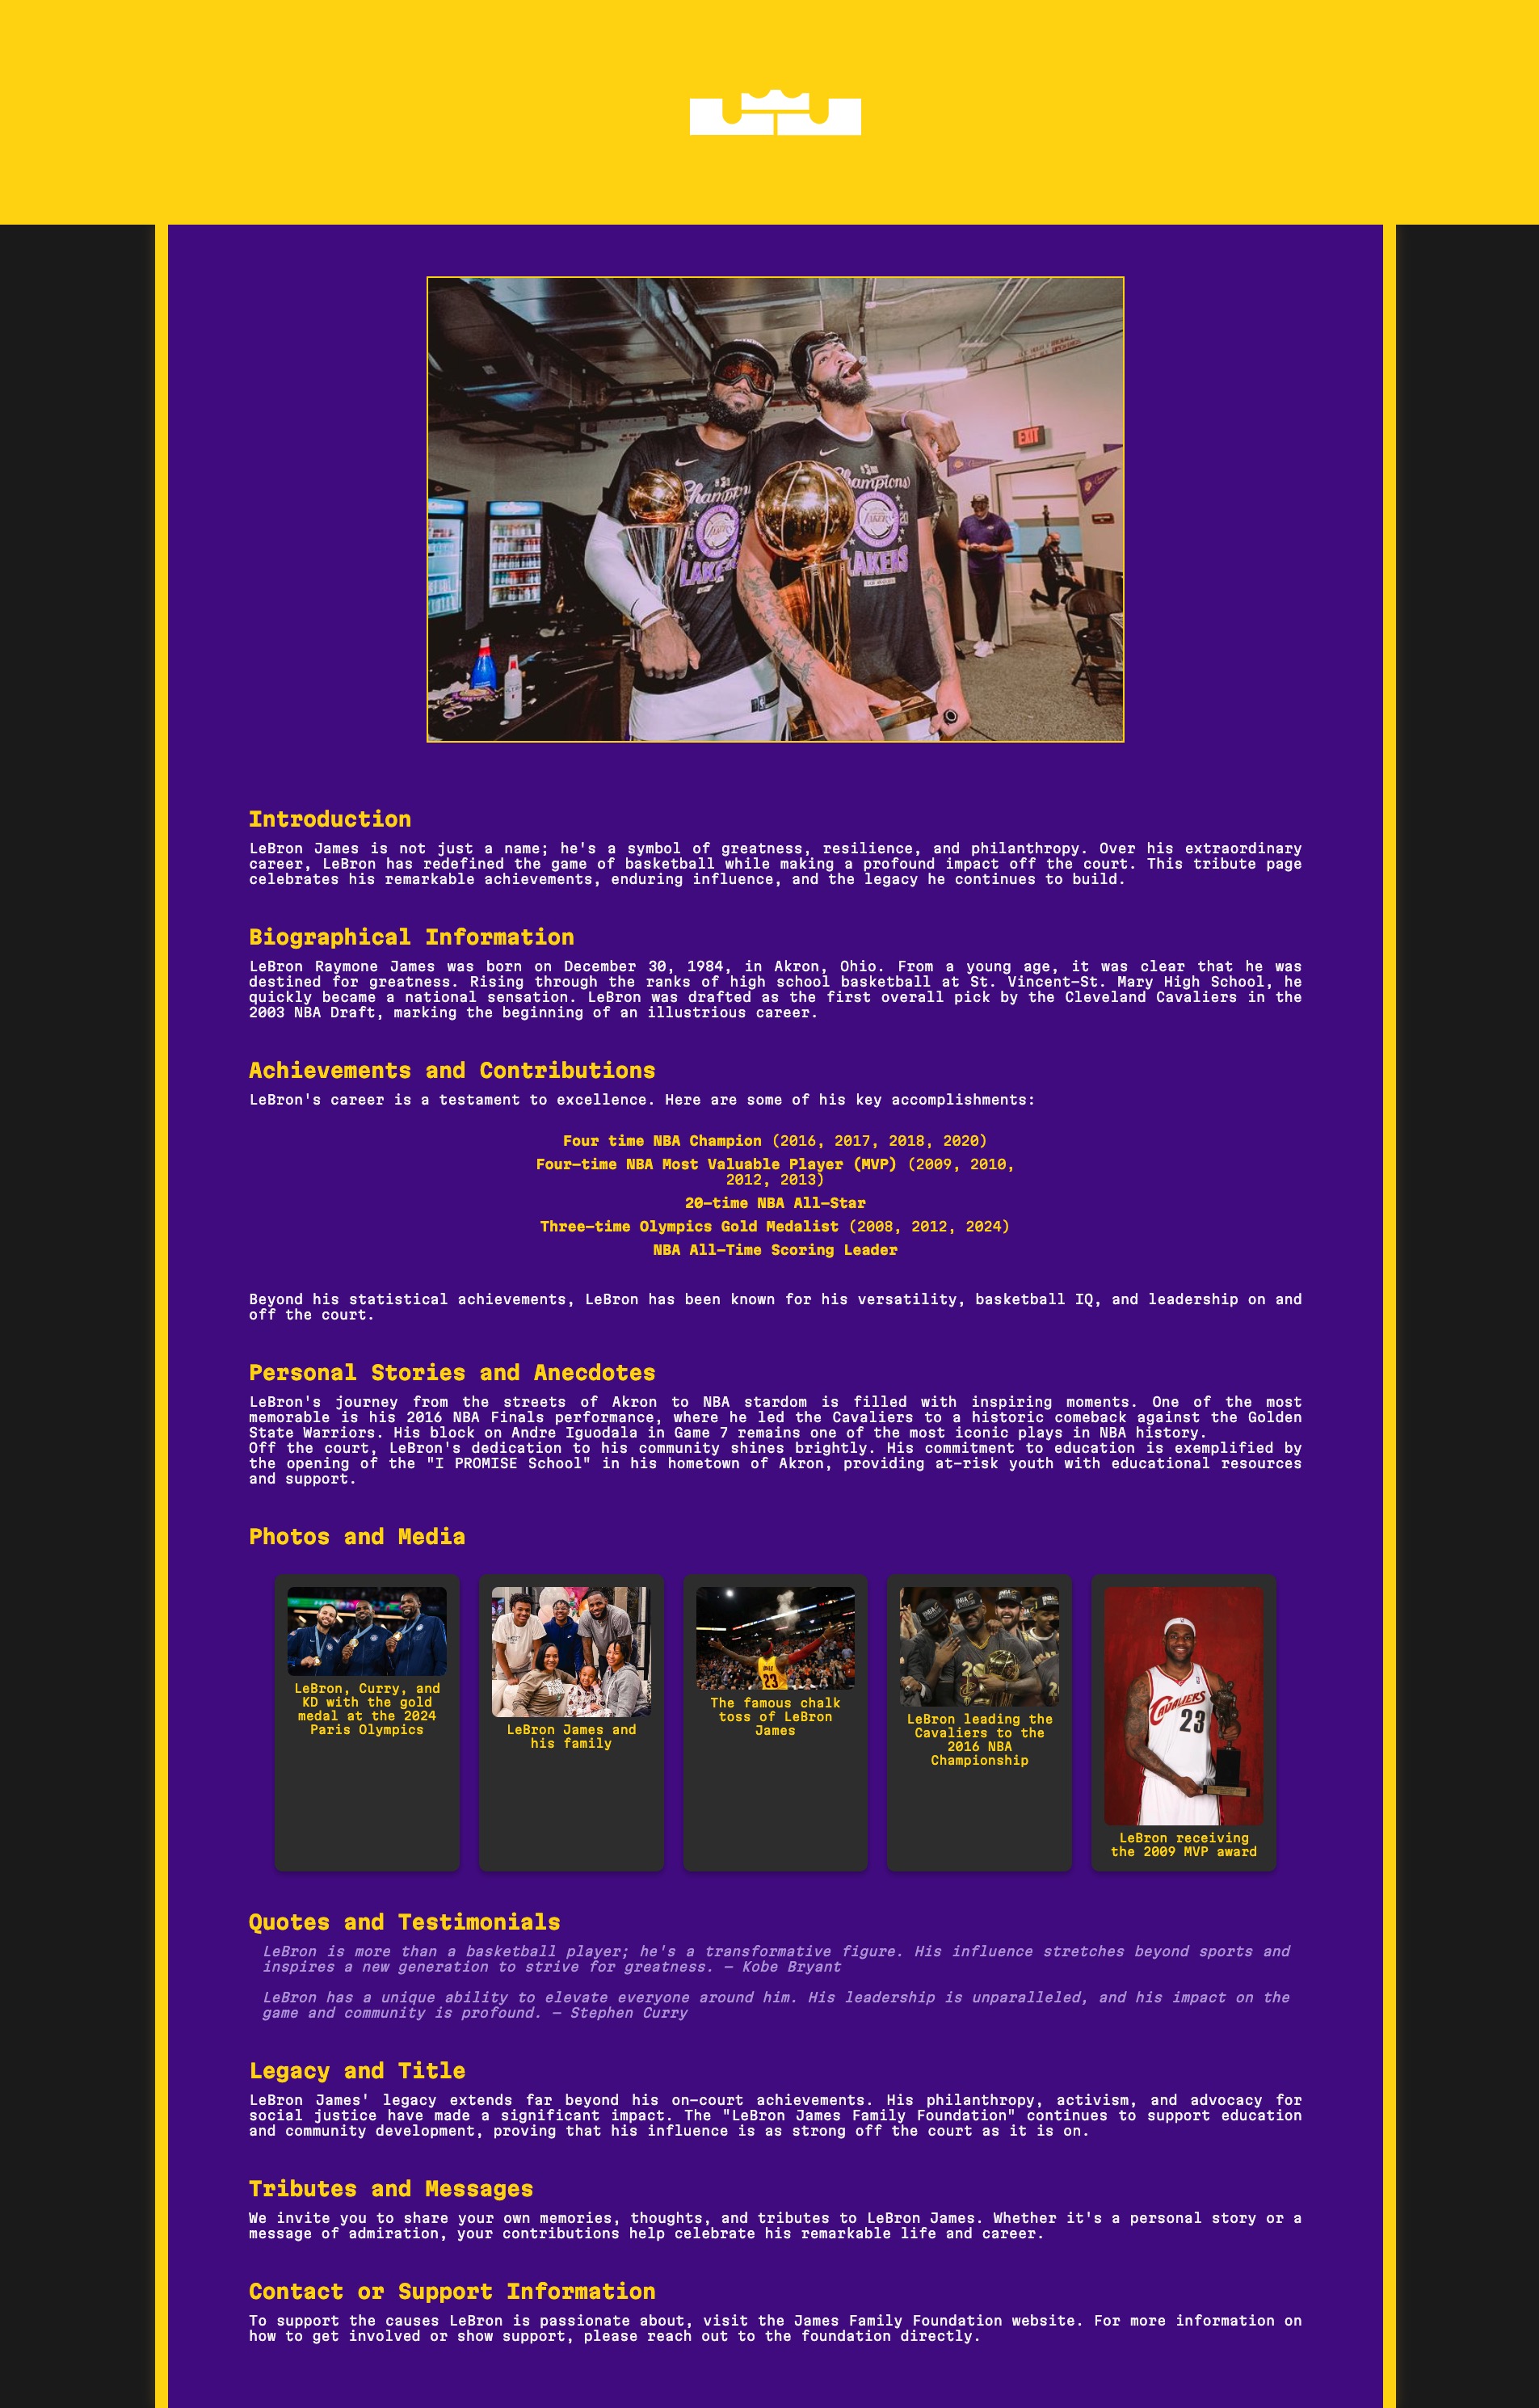 EXIT
Champions
Champions
20
LAKERS
LAKERS
Introduction
LeBron James is not just a name; he's a symbol of greatness, resilience, and philanthropy. Over his extraordinary
career, LeBron has redefined the game of basketball while making a profound impact off the court. This tribute page
celebrates his remarkable achievements, enduring influence, and the legacy he continues to build.
Biographical Information
LeBron Raymone James was born on December 30, 1984, in Akron, Ohio. From a young age, it was clear that he was
destined for greatness. Rising through the ranks of high school basketball at St. Vincent-St. Mary High School, he
quickly became a national sensation. LeBron was drafted as the first overall pick by the Cleveland Cavaliers in the
2003 NBA Draft, marking the beginning of an illustrious career.
Achievements and Contributions
LeBron's career is a testament to excellence. Here are some of his key accomplishments:
Four time NBA Champion (2016, 2017, 2018, 2020)
Four-time NBA Most Valuable Player (MVP) (2009, 2010,
2012, 2013)
20-time NBA All-Star
Three-time Olympics Gold Medalist (2008, 2012, 2024)
NBA All-Time Scoring Leader
Beyond his statistical achievements, LeBron has been known for his versatility, basketball IQ, and leadership on and
off the court.
Personal Stories and Anecdotes
LeBron's journey from the streets of Akron to NBA stardom is filled with inspiring moments. One of the most
memorable is his 2016 NBA Finals performance, where he led the Cavaliers to a historic comeback against the Golden
State Warriors. His block on Andre Iguodala in Game 7 remains one of the most iconic plays in NBA history.
Off the court, LeBron's dedication to his community shines brightly. His commitment to education is exemplified by
the opening of the "I PROMISE School" in his hometown of Akron, providing at-risk youth with educational resources
and support.
Photos and Media
LeBron, Curry, and
KD with the gold
medal at the 2024
Paris Olympics
LeBron James and
his family
23
The famous chalk
toss of LeBron
James
LeBron leading the
Cavaliers to the
2016 NBA
Championship
CAVALIERS
23
LeBron receiving
the 2009 MVP award
Quotes and Testimonials
LeBron is more than a basketball player; he's a transformative figure. His influence stretches beyond sports and
inspires a new generation to strive for greatness. — Kobe Bryant
LeBron has a unique ability to elevate everyone around him. His leadership is unparalleled, and his impact on the
game and community is profound. — Stephen Curry
Legacy and Title
LeBron James' legacy extends far beyond his on-court achievements. His philanthropy, activism, and advocacy for
social justice have made a significant impact. The "LeBron James Family Foundation" continues to support education
and community development, proving that his influence is as strong off the court as it is on.
Tributes and Messages
We invite you to share your own memories, thoughts, and tributes to LeBron James. Whether it's a personal story or a
message of admiration, your contributions help celebrate his remarkable life and career.
Contact or Support Information
To support the causes LeBron is passionate about, visit the James Family Foundation website. For more information on
how to get involved or show support, please reach out to the foundation directly.